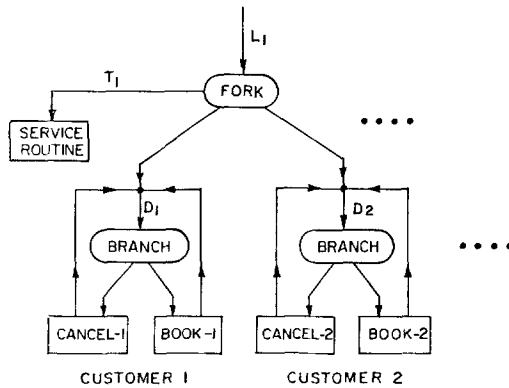 L1
T1
FORK
SERVICE
ROUTINE
D1
D2
BRANCH
BRANCH
CANCEL-1
BOOK-1
CANCEL-2
BOOK-2
CUSTOMER 1
CUSTOMER 2